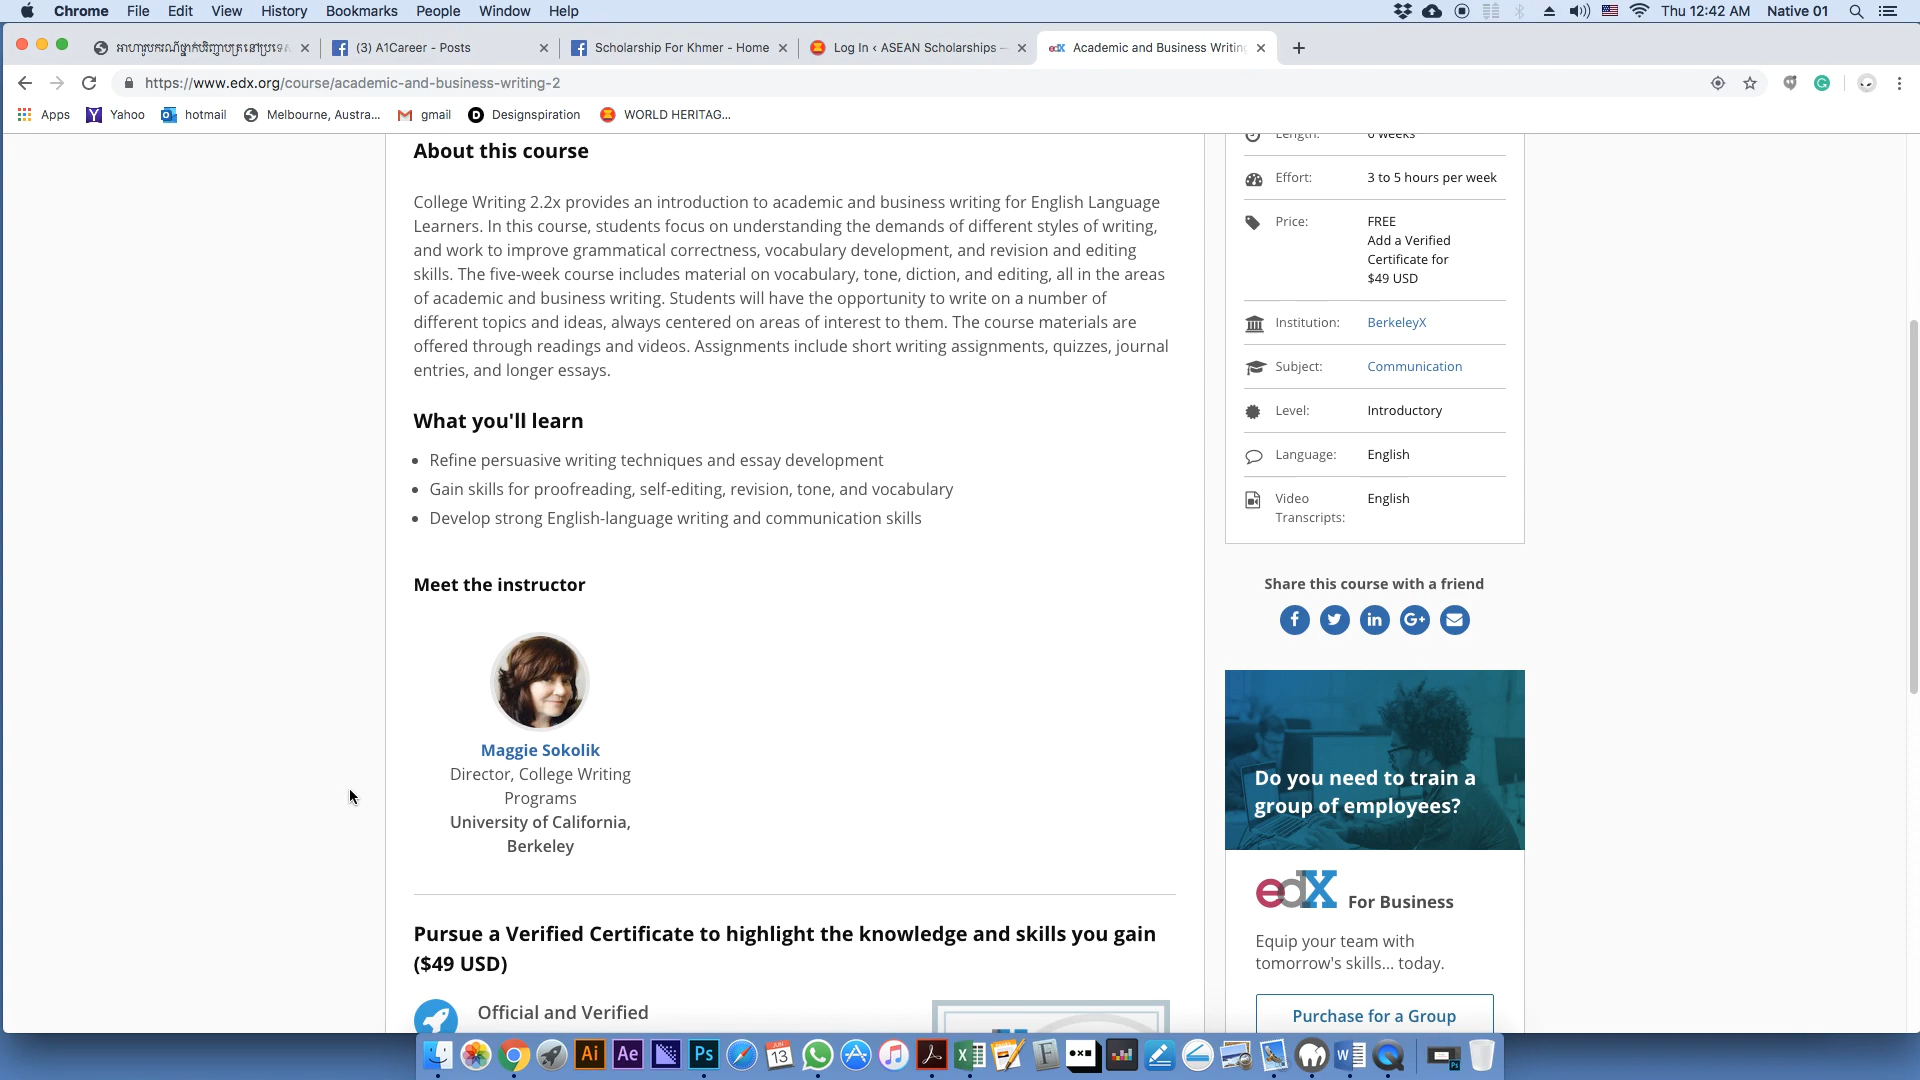 Chrome File Edit View History Bookmarks People Window Help Thu 12:42 AM Native 01
(3) A1Career - Posts Scholarship For Khmer - Home Log In ‹ ASEAN Scholarships – edX Academic and Business Writing
https://www.edx.org/course/academic-and-business-writing-2
Apps Yahoo hotmail Melbourne, Austra... gmail Designspiration WORLD HERITAG...
About this course
College Writing 2.2x provides an introduction to academic and business writing for English Language
Learners. In this course, students focus on understanding the demands of different styles of writing,
and work to improve grammatical correctness, vocabulary development, and revision and editing
skills. The five-week course includes material on vocabulary, tone, diction, and editing, all in the areas
of academic and business writing. Students will have the opportunity to write on a number of
different topics and ideas, always centered on areas of interest to them. The course materials are
offered through readings and videos. Assignments include short writing assignments, quizzes, journal
entries, and longer essays.
What you'll learn
Refine persuasive writing techniques and essay development
Gain skills for proofreading, self-editing, revision, tone, and vocabulary
Develop strong English-language writing and communication skills
Meet the instructor
Maggie Sokolik
Director, College Writing
Programs
University of California,
Berkeley
Pursue a Verified Certificate to highlight the knowledge and skills you gain
($49 USD)
Official and Verified
Length: 6 weeks
Effort: 3 to 5 hours per week
Price: FREE
Add a Verified
Certificate for
$49 USD
Institution: BerkeleyX
Subject: Communication
Level: Introductory
Language: English
Video English
Transcripts:
Share this course with a friend
Do you need to train a
group of employees?
edX For Business
Equip your team with
tomorrow's skills... today.
Purchase for a Group
Ai Ae Ps JUN 13